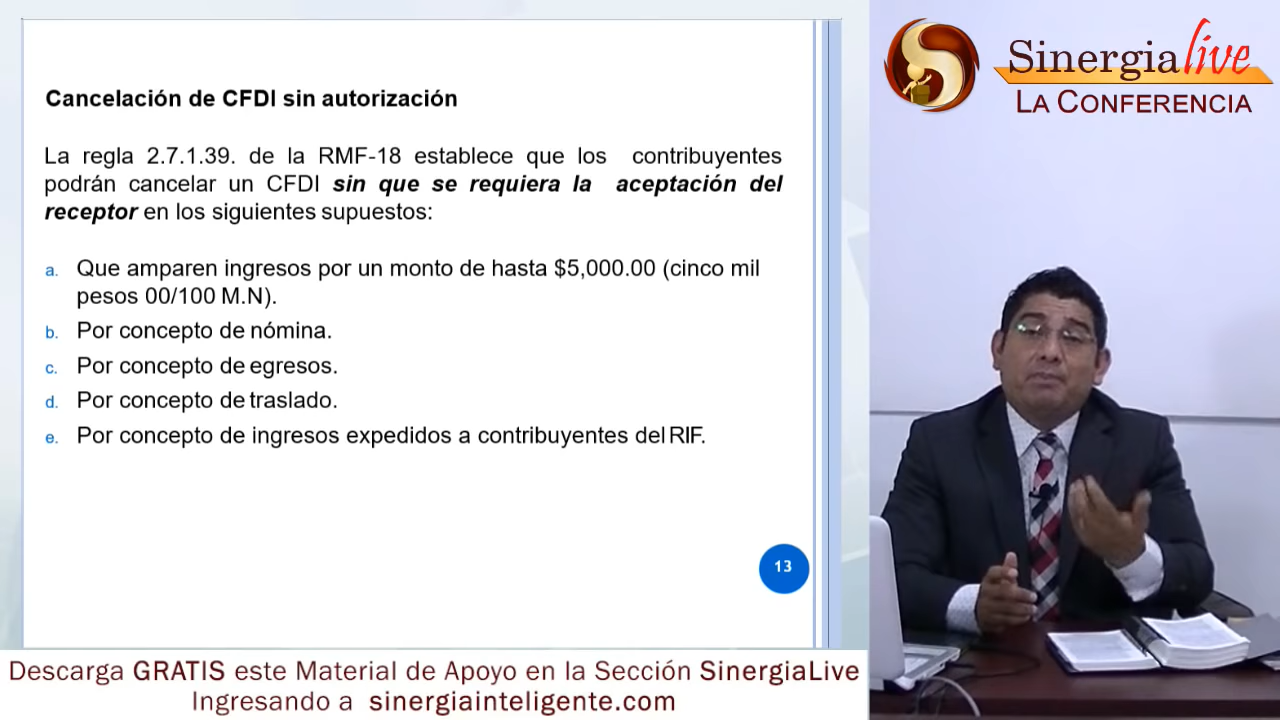 Cancelación de CFDI sin autorización
La regla 2.7.1.39. de la RMF-18 establece que los contribuyentes
podrán cancelar un CFDI sin que se requiera la aceptación del
receptor en los siguientes supuestos:
a. Que amparen ingresos por un monto de hasta $5,000.00 (cinco mil
pesos 00/100 M.N).
b. Por concepto de nómina.
c. Por concepto de egresos.
d. Por concepto de traslado.
e. Por concepto de ingresos expedidos a contribuyentes del RIF.
13
Sinergialive
LA CONFERENCIA
Descarga GRATIS este Material de Apoyo en la Sección SinergiaLive
Ingresando a sinergiainteligente.com